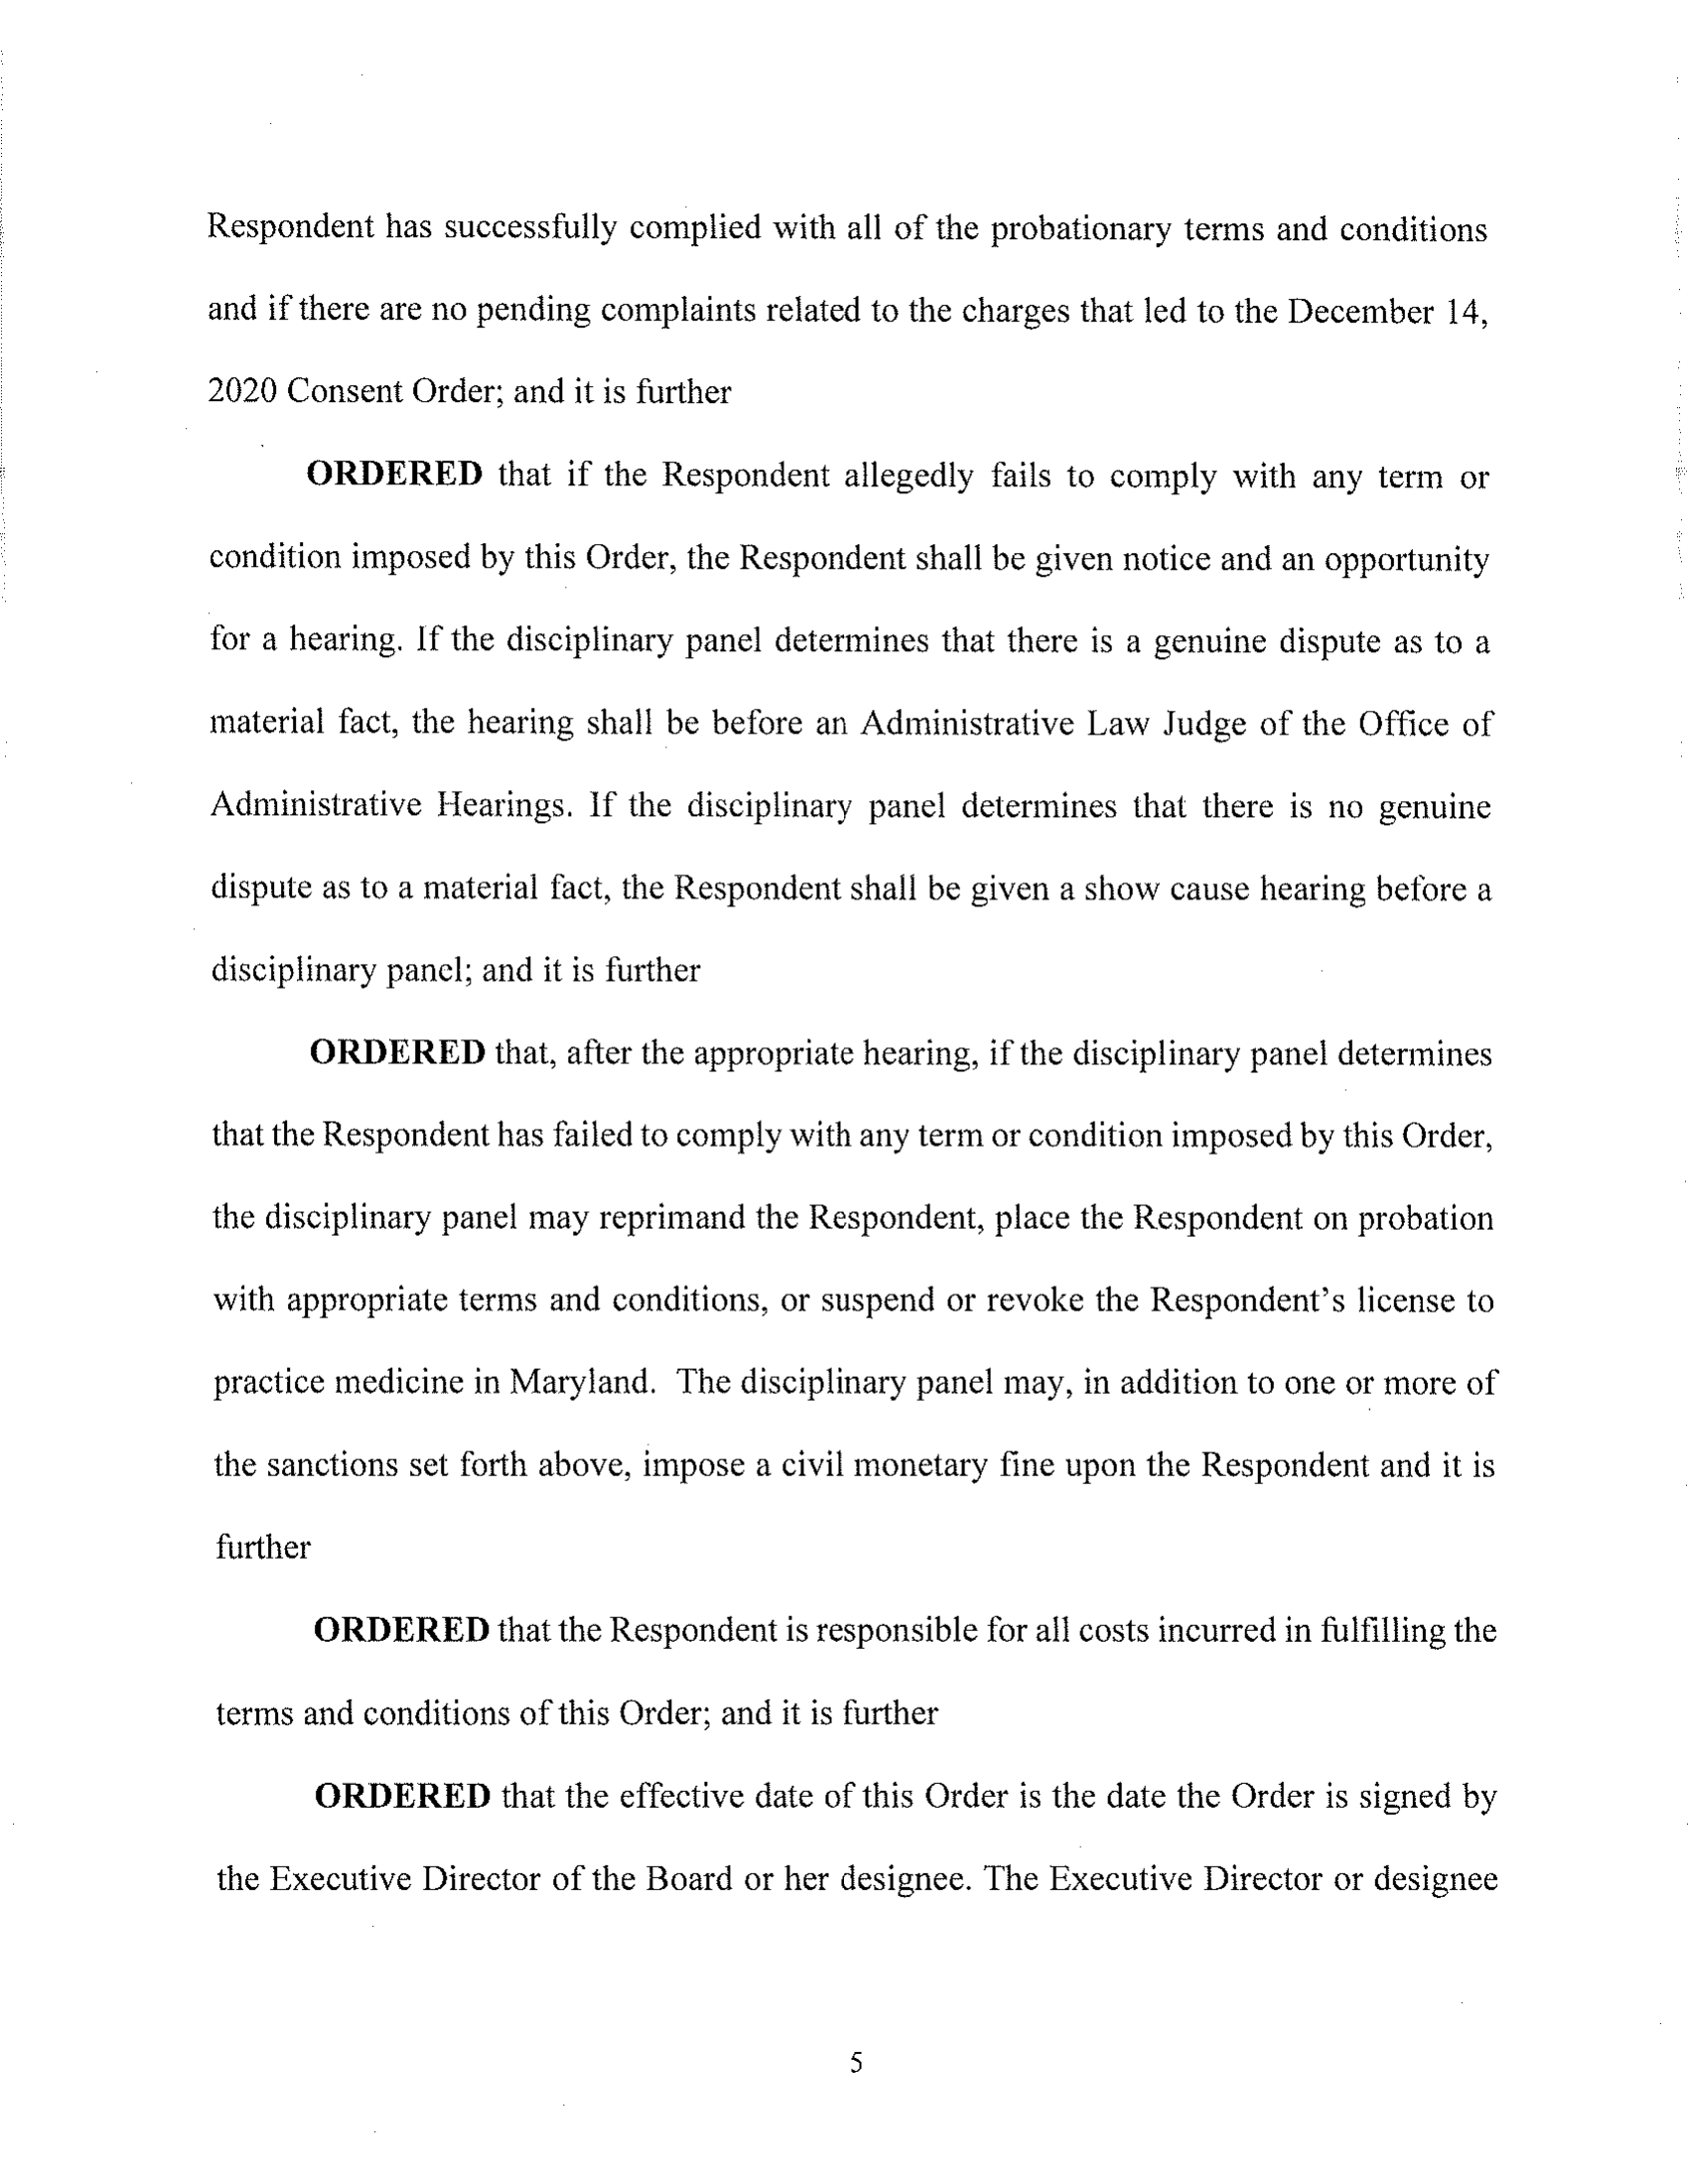 Respondent has successfully complied with all of the probationary terms and conditions
and if there are no pending complaints related to the charges that led to the December 14,
2020 Consent Order; and it is further
ORDERED that if the Respondent allegedly fails to comply with any term or
condition imposed by this Order, the Respondent shall be given notice and an opportunity
for a hearing. If the disciplinary panel determines that there is a genuine dispute as to a
material fact, the hearing shall be before an Administrative Law Judge of the Office of
Administrative Hearings. If the disciplinary panel determines that there is no genuine
dispute as to a material fact, the Respondent shall be given a show cause hearing before a
disciplinary panel; and it is further
ORDERED that, after the appropriate hearing, if the disciplinary panel determines
that the Respondent has failed to comply with any term or condition imposed by this Order,
the disciplinary panel may reprimand the Respondent, place the Respondent on probation
with appropriate terms and conditions, or suspend or revoke the Respondent's license to
practice medicine in Maryland. The disciplinary panel may, in addition to one or more of
the sanctions set forth above, impose a civil monetary fine upon the Respondent and it is
further
ORDERED that the Respondent is responsible for all costs incurred in fulfilling the
terms and conditions of this Order; and it is further
ORDERED that the effective date of this Order is the date the Order is signed by
the Executive Director of the Board or her designee. The Executive Director or designee
5